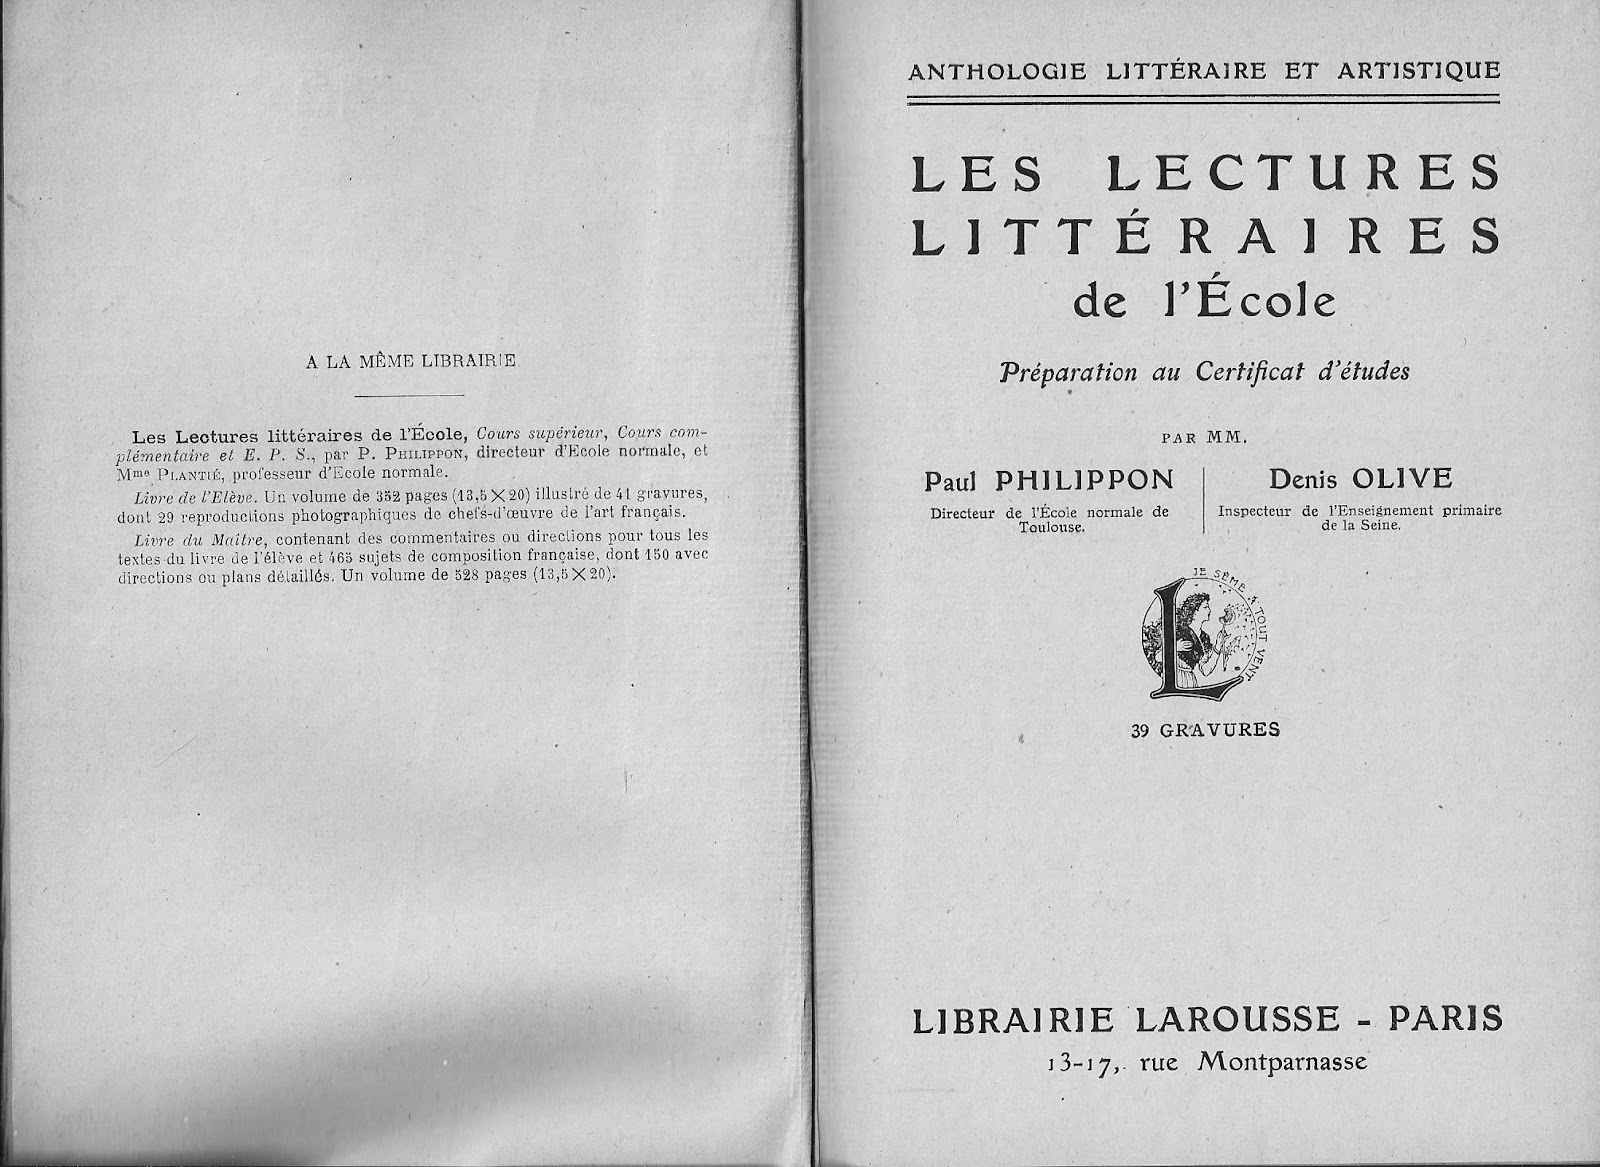 A LA MÊME LIBRAIRIE
Les Lectures littéraires de l'École, Cours supérieur, Cours com-
plémentaire et E. P. S., par P. PHILIPPON, directeur d'Ecole normale, et
Mme PLANTIÉ, professeur d'Ecole normale.
Livre de l'Elève. Un volume de 352 pages (13,5 × 20) illustré de 41 gravures,
dont 29 reproductions photographiques de chefs-d'œuvre de l'art français.
Livre du Maître, contenant des commentaires ou directions pour tous les
textes du livre de l'élève et 465 sujets de composition française, dont 150 avec
directions ou plans détaillés. Un volume de 528 pages (13,5 × 20).
ANTHOLOGIE LITTÉRAIRE ET ARTISTIQUE
LES LECTURES
LITTÉRAIRES
de l'École
Préparation au Certificat d'études
PAR MM.
Paul PHILIPPON
Directeur de l'École normale de
Toulouse.
Denis OLIVE
Inspecteur de l'Enseignement primaire
de la Seine.
JE SÈME A TOUT VENT
L
39 GRAVURES
LIBRAIRIE LAROUSSE - PARIS
13-17, rue Montparnasse